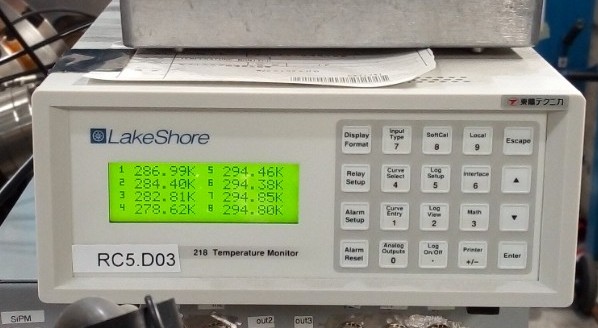 東陽テクニカ
LakeShore
1 286.99K 5 294.46K
2 284.40K 6 294.38K
3 282.81K 7 294.85K
4 278.62K 8 294.80K
RC5.D03
218 Temperature Monitor
Display Format
Input Type 7
SoftCal 8
Local 9
Escape
Relay Setup
Curve Select 4
Log Setup 5
Interface 6
▲
Alarm Setup
Curve Entry 1
Log View 2
Math 3
▼
Alarm Reset
Analog Outputs 0
Log On/Off .
Printer +/-
Enter
SiPM
out2
out3